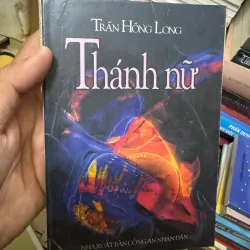 TRẦN HỒNG LONG
Thánh nữ
NHÀ XUẤT BẢN CÔNG AN NHÂN DÂN